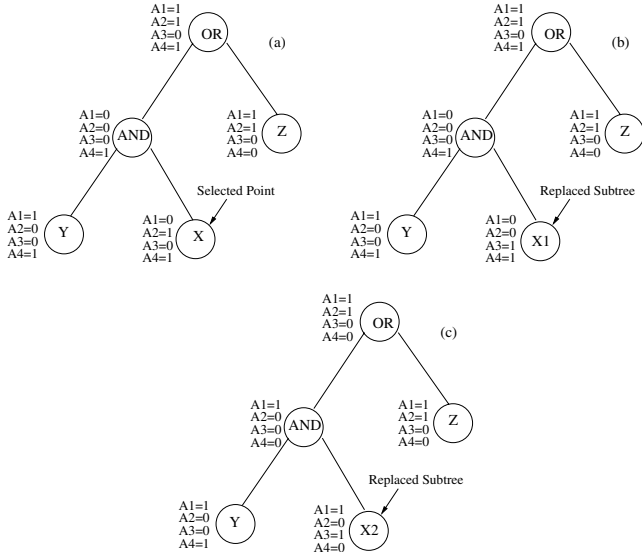 A1=1
A2=1
A3=0
A4=1
OR
(a)
A1=0
A2=0
A3=0
A4=1
AND
A1=1
A2=1
A3=0
A4=0
Z
Selected Point
A1=1
A2=0
A3=0
A4=1
Y
A1=0
A2=1
A3=0
A4=1
X
A1=1
A2=1
A3=0
A4=1
OR
(b)
A1=0
A2=0
A3=0
A4=1
AND
A1=1
A2=1
A3=0
A4=0
Z
Replaced Subtree
A1=1
A2=0
A3=0
A4=1
Y
A1=0
A2=0
A3=1
A4=1
X1
A1=1
A2=1
A3=0
A4=0
OR
(c)
A1=1
A2=0
A3=0
A4=0
AND
A1=1
A2=1
A3=0
A4=0
Z
Replaced Subtree
A1=1
A2=0
A3=0
A4=1
Y
A1=1
A2=0
A3=1
A4=0
X2